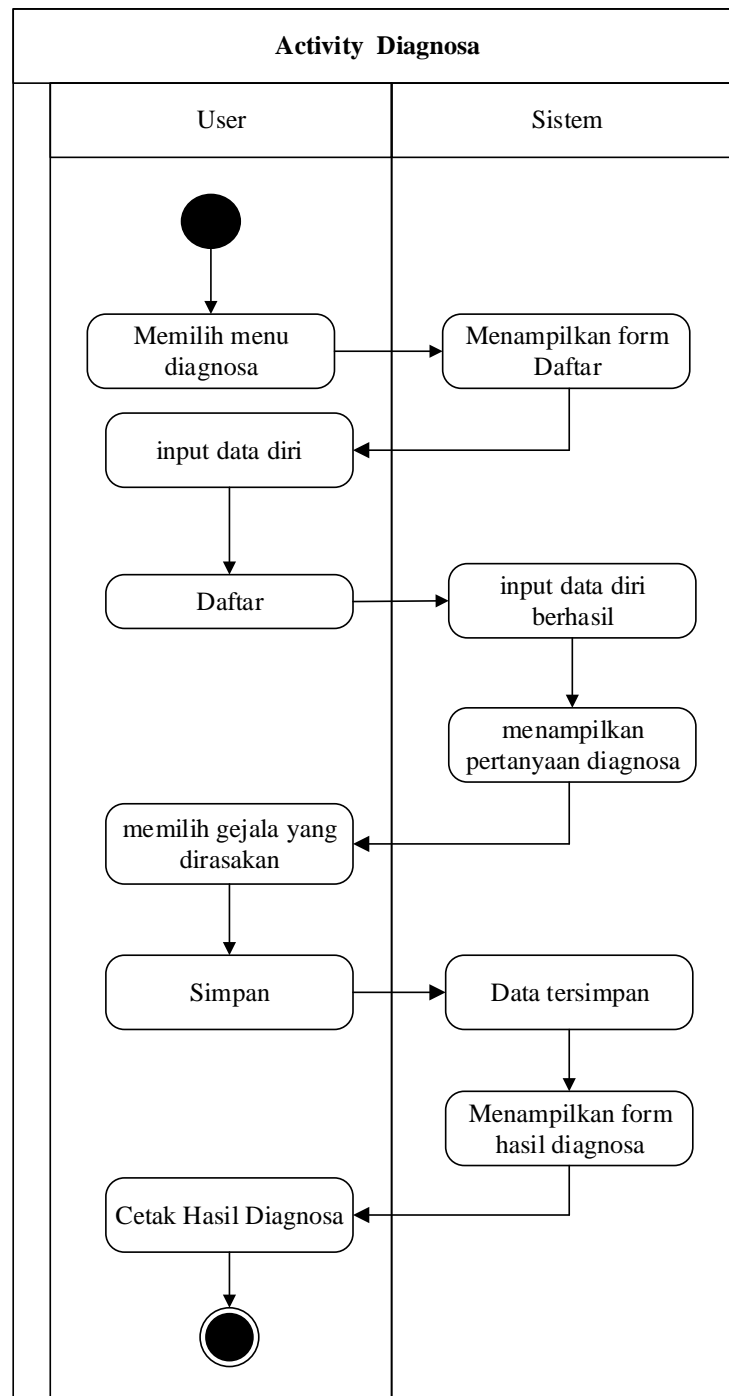 Activity Diagnosa
User
Sistem
Memilih menu
diagnosa
Menampilkan form
Daftar
input data diri
Daftar
input data diri
berhasil
menampilkan
pertanyaan diagnosa
memilih gejala yang
dirasakan
Simpan
Data tersimpan
Menampilkan form
hasil diagnosa
Cetak Hasil Diagnosa